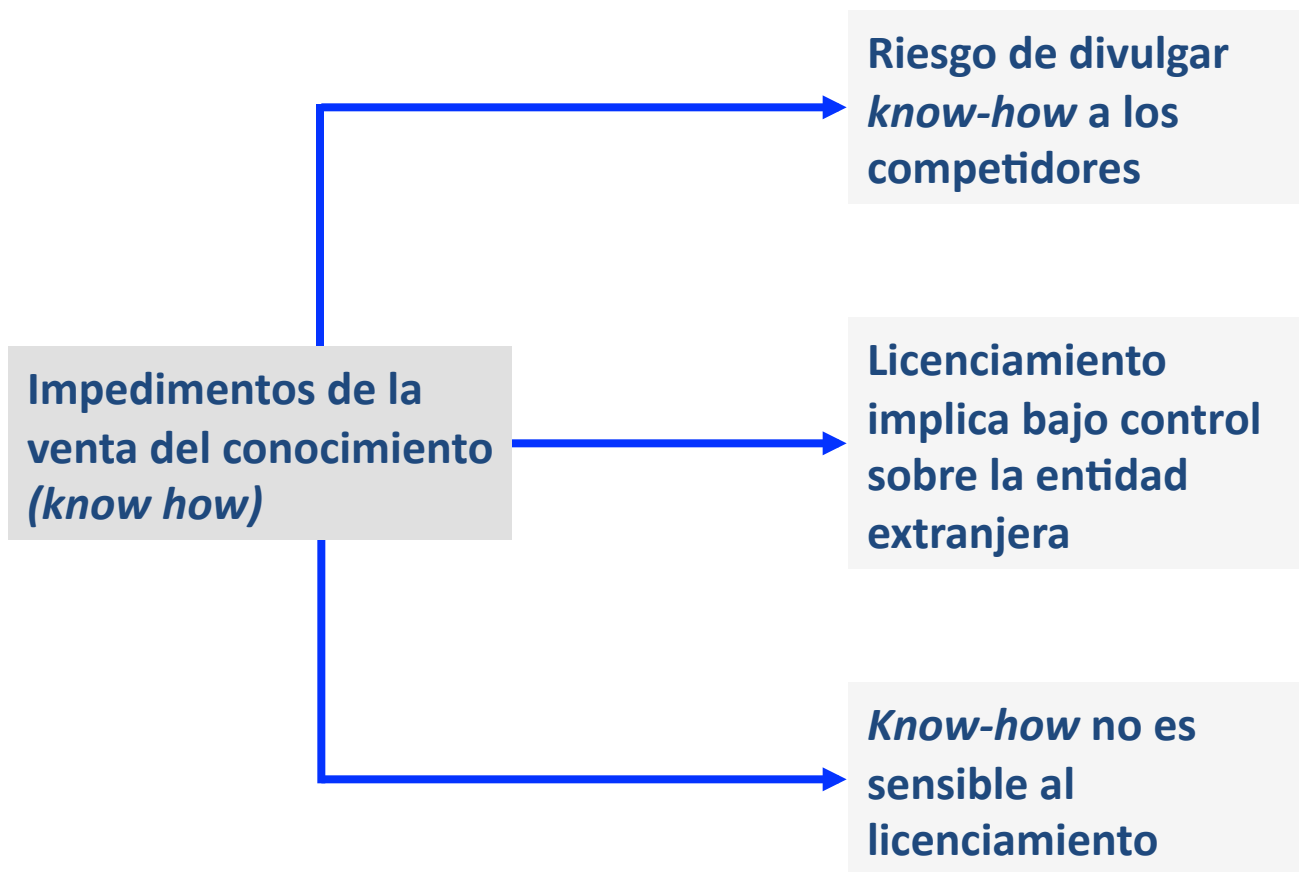 Riesgo de divulgar
know-how a los
competidores
Impedimentos de la
venta del conocimiento
(know how)
Licenciamiento
implica bajo control
sobre la entidad
extranjera
Know-how no es
sensible al
licenciamiento